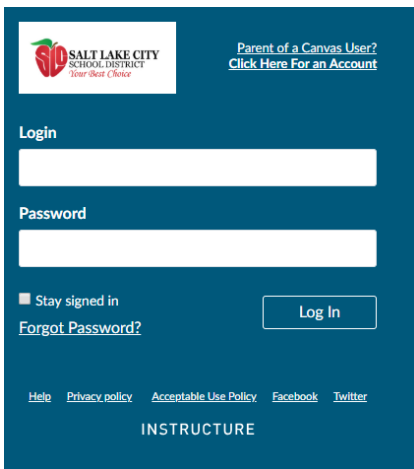 SALT LAKE CITY
SCHOOL DISTRICT
Your Best Choice
Parent of a Canvas User?
Click Here For an Account
Login
Password
Stay signed in
Log In
Forgot Password?
Help Privacy policy Acceptable Use Policy Facebook Twitter
INSTRUCTURE